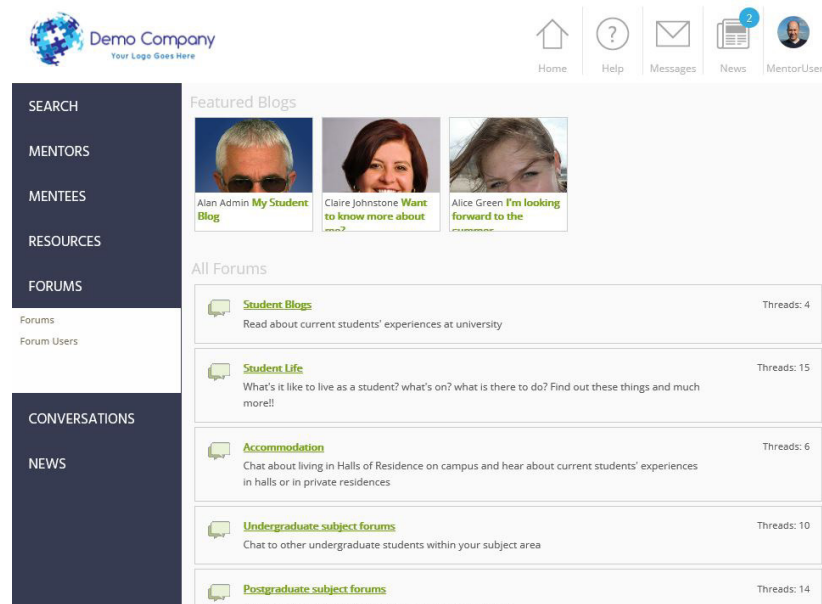 Demo Company
Your Logo Goes Here
2
Home
Help
Messages
News
MentorUser
SEARCH
MENTORS
MENTEES
RESOURCES
FORUMS
Forums
Forum Users
CONVERSATIONS
NEWS
Featured Blogs
Alan Admin My Student
Blog
Claire Johnstone Want
to know more about
me?
Alice Green I'm looking
forward to the
summer
All Forums
Student Blogs
Threads: 4
Read about current students' experiences at university
Student Life
Threads: 15
What's it like to live as a student? what's on? what is there to do? Find out these things and much
more!!
Accommodation
Threads: 6
Chat about living in Halls of Residence on campus and hear about current students' experiences
in halls or in private residences
Undergraduate subject forums
Threads: 10
Chat to other undergraduate students within your subject area
Postgraduate subject forums
Threads: 14